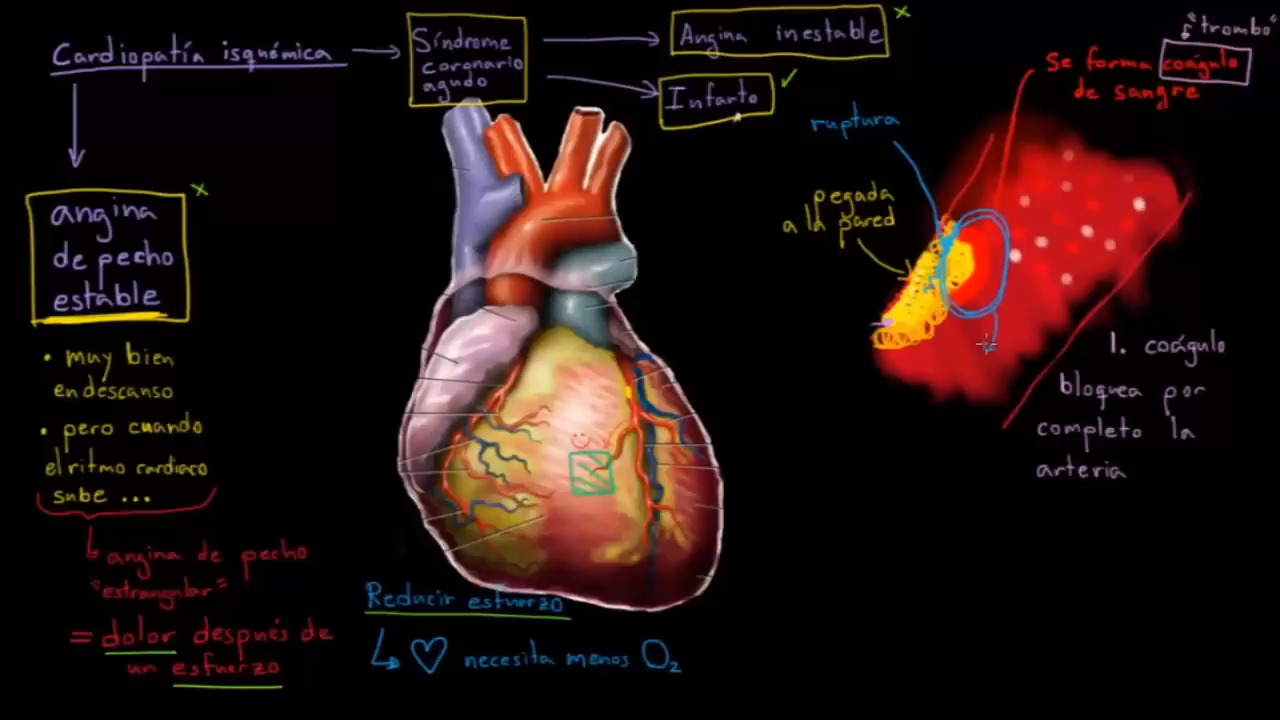 Cardiopatía isquémica
Síndrome
coronario
agudo
Angina inestable
Infarto
angina
de pecho
estable
• muy bien
en descanso
• pero cuando
el ritmo cardiaco
sube ...
angina de pecho
"estrangular"
= dolor después de
un esfuerzo
Reducir esfuerzo
necesita menos O₂
"trombo"
Se forma coágulo
de sangre
ruptura
pegada
a la pared
1. coágulo
bloquea por
completo la
arteria